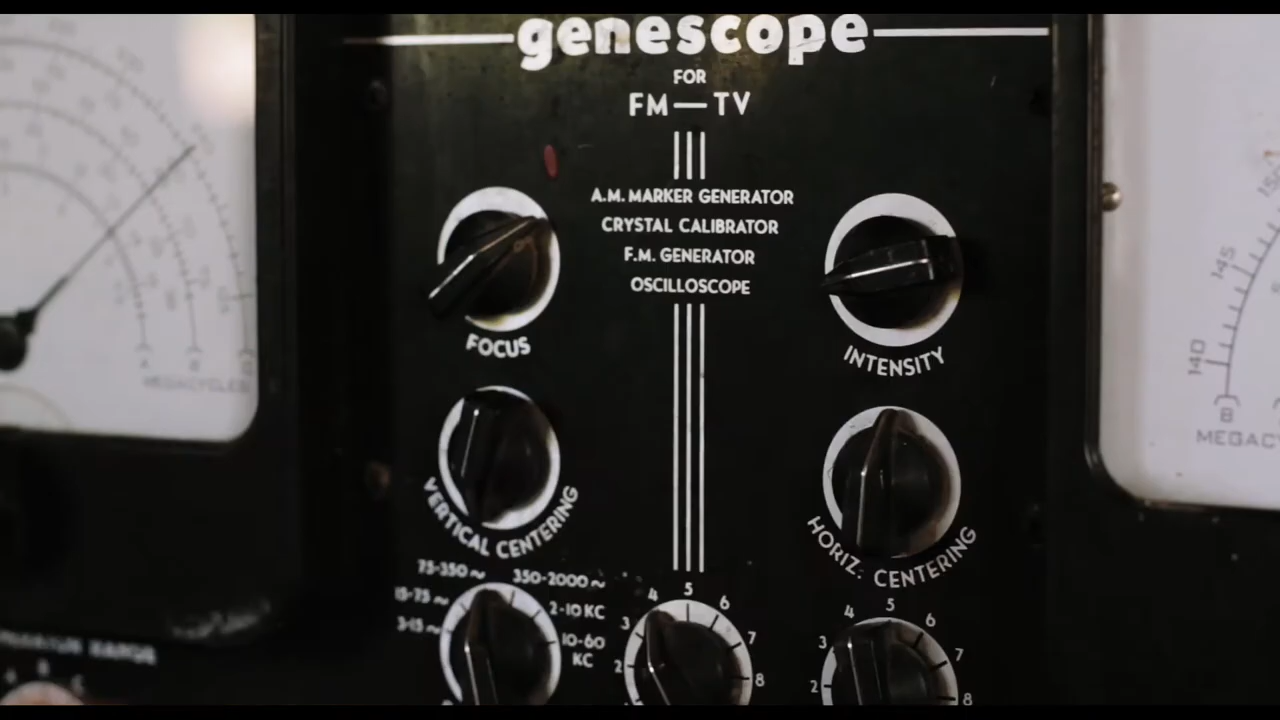 genescope
FOR
FM—TV
A.M. MARKER GENERATOR
CRYSTAL CALIBRATOR
F.M. GENERATOR
OSCILLOSCOPE
FOCUS
INTENSITY
VERTICAL CENTERING
HORIZ. CENTERING
75-350~ 350-2000~
15-75~ 2-10 KC
3-15~ 10-60
KC
2 3 4 5 6 7 8
2 3 4 5 6 7 8
A B C
MEGACYCLES
145
140
B
A B C